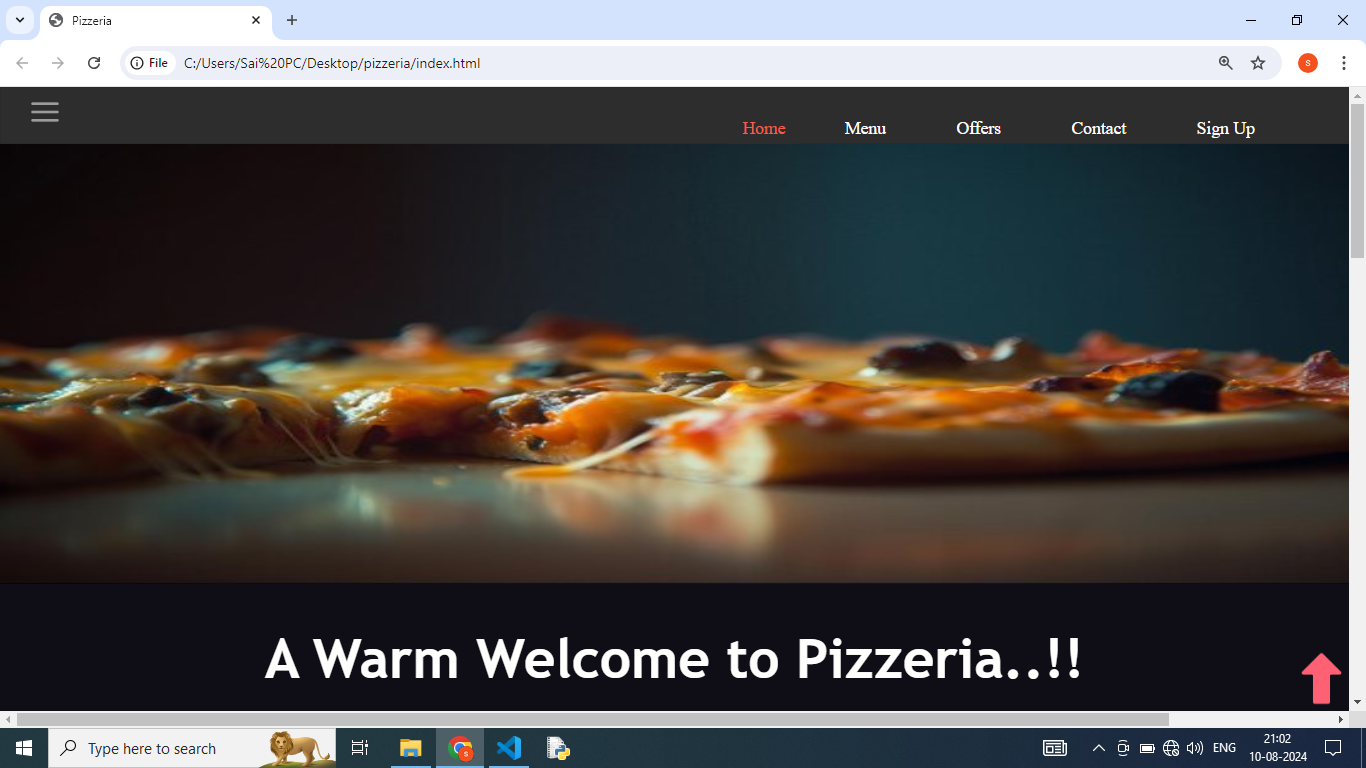 Pizzeria
File C:/Users/Sai%20PC/Desktop/pizzeria/index.html
s
Home Menu Offers Contact Sign Up
A Warm Welcome to Pizzeria..!!
Type here to search
s
ENG
21:02
10-08-2024